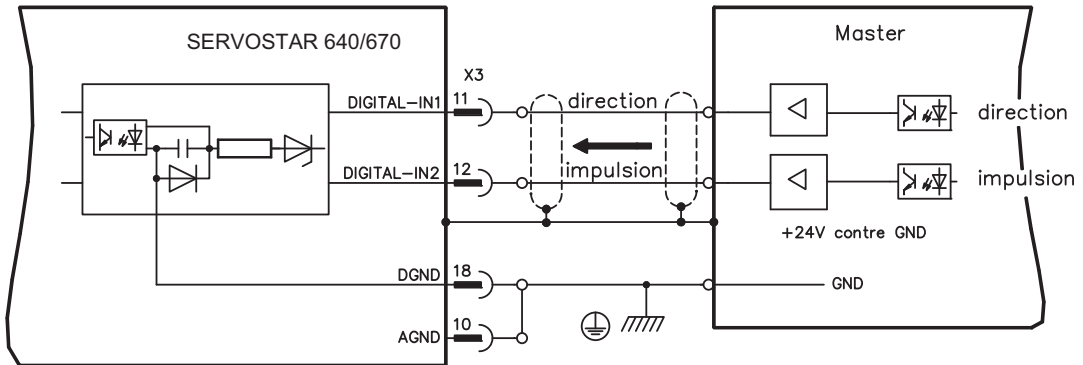 SERVOSTAR 640/670
Master
X3
DIGITAL-IN1 11 direction
direction
DIGITAL-IN2 12 impulsion
impulsion
+24V contre GND
DGND 18
GND
AGND 10